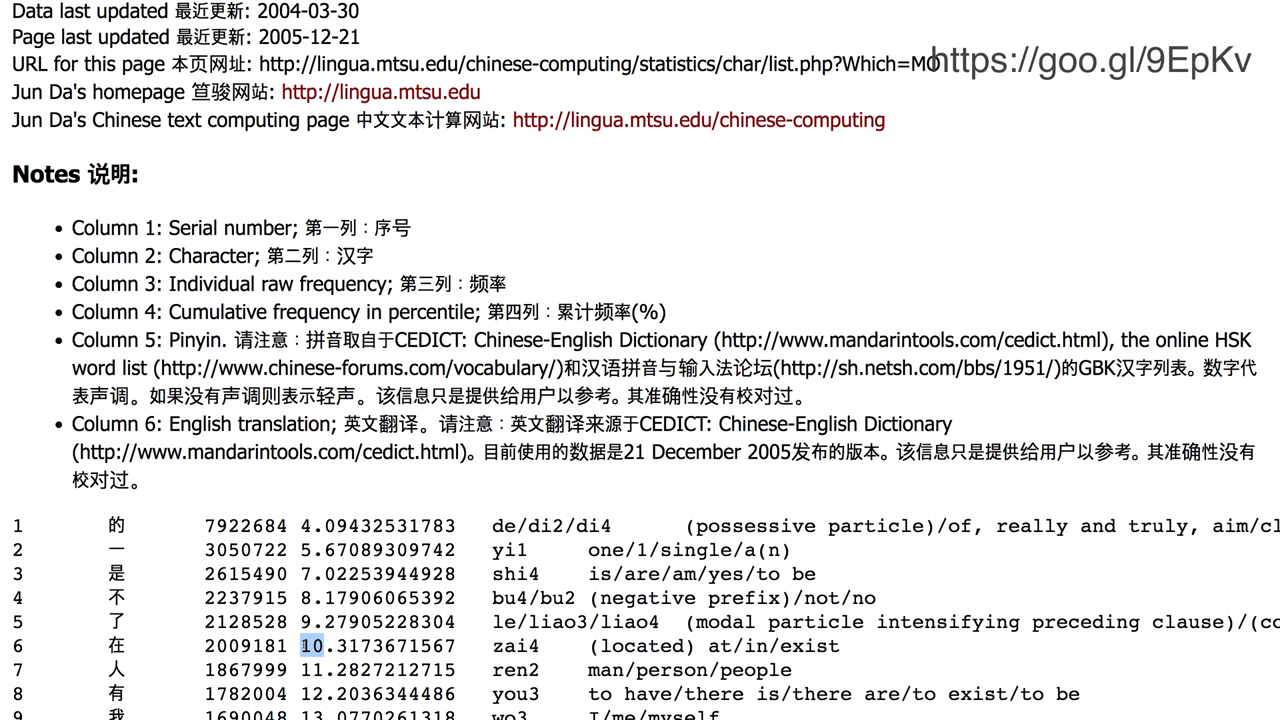 Data last updated 最近更新: 2004-03-30
Page last updated 最近更新: 2005-12-21
URL for this page 本页网址: http://lingua.mtsu.edu/chinese-computing/statistics/char/list.php?Which=MO
https://goo.gl/9EpKv
Jun Da's homepage 笪骏网站: http://lingua.mtsu.edu
Jun Da's Chinese text computing page 中文文本计算网站: http://lingua.mtsu.edu/chinese-computing
Notes 说明:
• Column 1: Serial number; 第一列：序号
• Column 2: Character; 第二列：汉字
• Column 3: Individual raw frequency; 第三列：频率
• Column 4: Cumulative frequency in percentile; 第四列：累计频率(%)
• Column 5: Pinyin. 请注意：拼音取自于CEDICT: Chinese-English Dictionary (http://www.mandarintools.com/cedict.html), the online HSK
word list (http://www.chinese-forums.com/vocabulary/)和汉语拼音与输入法论坛(http://sh.netsh.com/bbs/1951/)的GBK汉字列表。数字代
表声调。如果没有声调则表示轻声。该信息只是提供给用户以参考。其准确性没有校对过。
• Column 6: English translation; 英文翻译。请注意：英文翻译来源于CEDICT: Chinese-English Dictionary
(http://www.mandarintools.com/cedict.html)。目前使用的数据是21 December 2005发布的版本。该信息只是提供给用户以参考。其准确性没有
校对过。
1 的 7922684 4.09432531783 de/di2/di4 (possessive particle)/of, really and truly, aim/cl
2 一 3050722 5.67089309742 yi1 one/1/single/a(n)
3 是 2615490 7.02253944928 shi4 is/are/am/yes/to be
4 不 2237915 8.17906065392 bu4/bu2 (negative prefix)/not/no
5 了 2128528 9.27905228304 le/liao3/liao4 (modal particle intensifying preceding clause)/(co
6 在 2009181 10.3173671567 zai4 (located) at/in/exist
7 人 1867999 11.2827212715 ren2 man/person/people
8 有 1782004 12.2036344486 you3 to have/there is/there are/to exist/to be
9 我 1690048 13.0770261318 wo3 I/me/myself